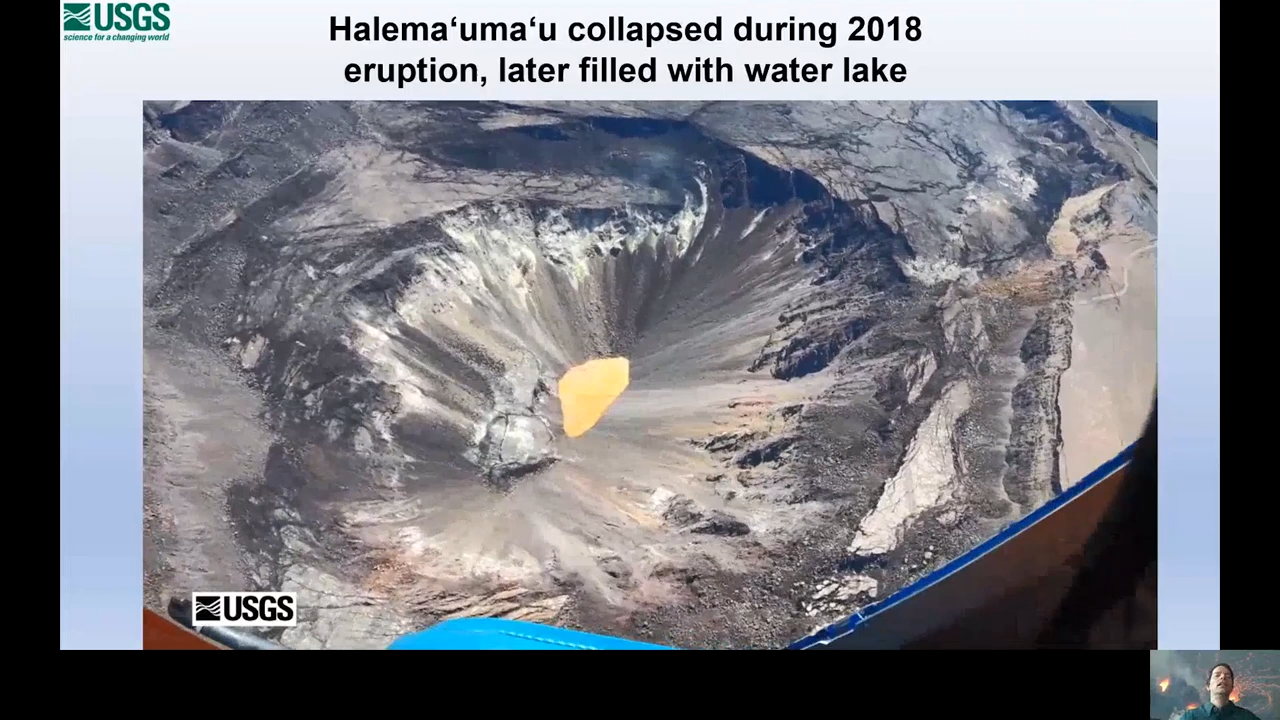 USGS
science for a changing world
Halemaʻumaʻu collapsed during 2018
eruption, later filled with water lake
USGS